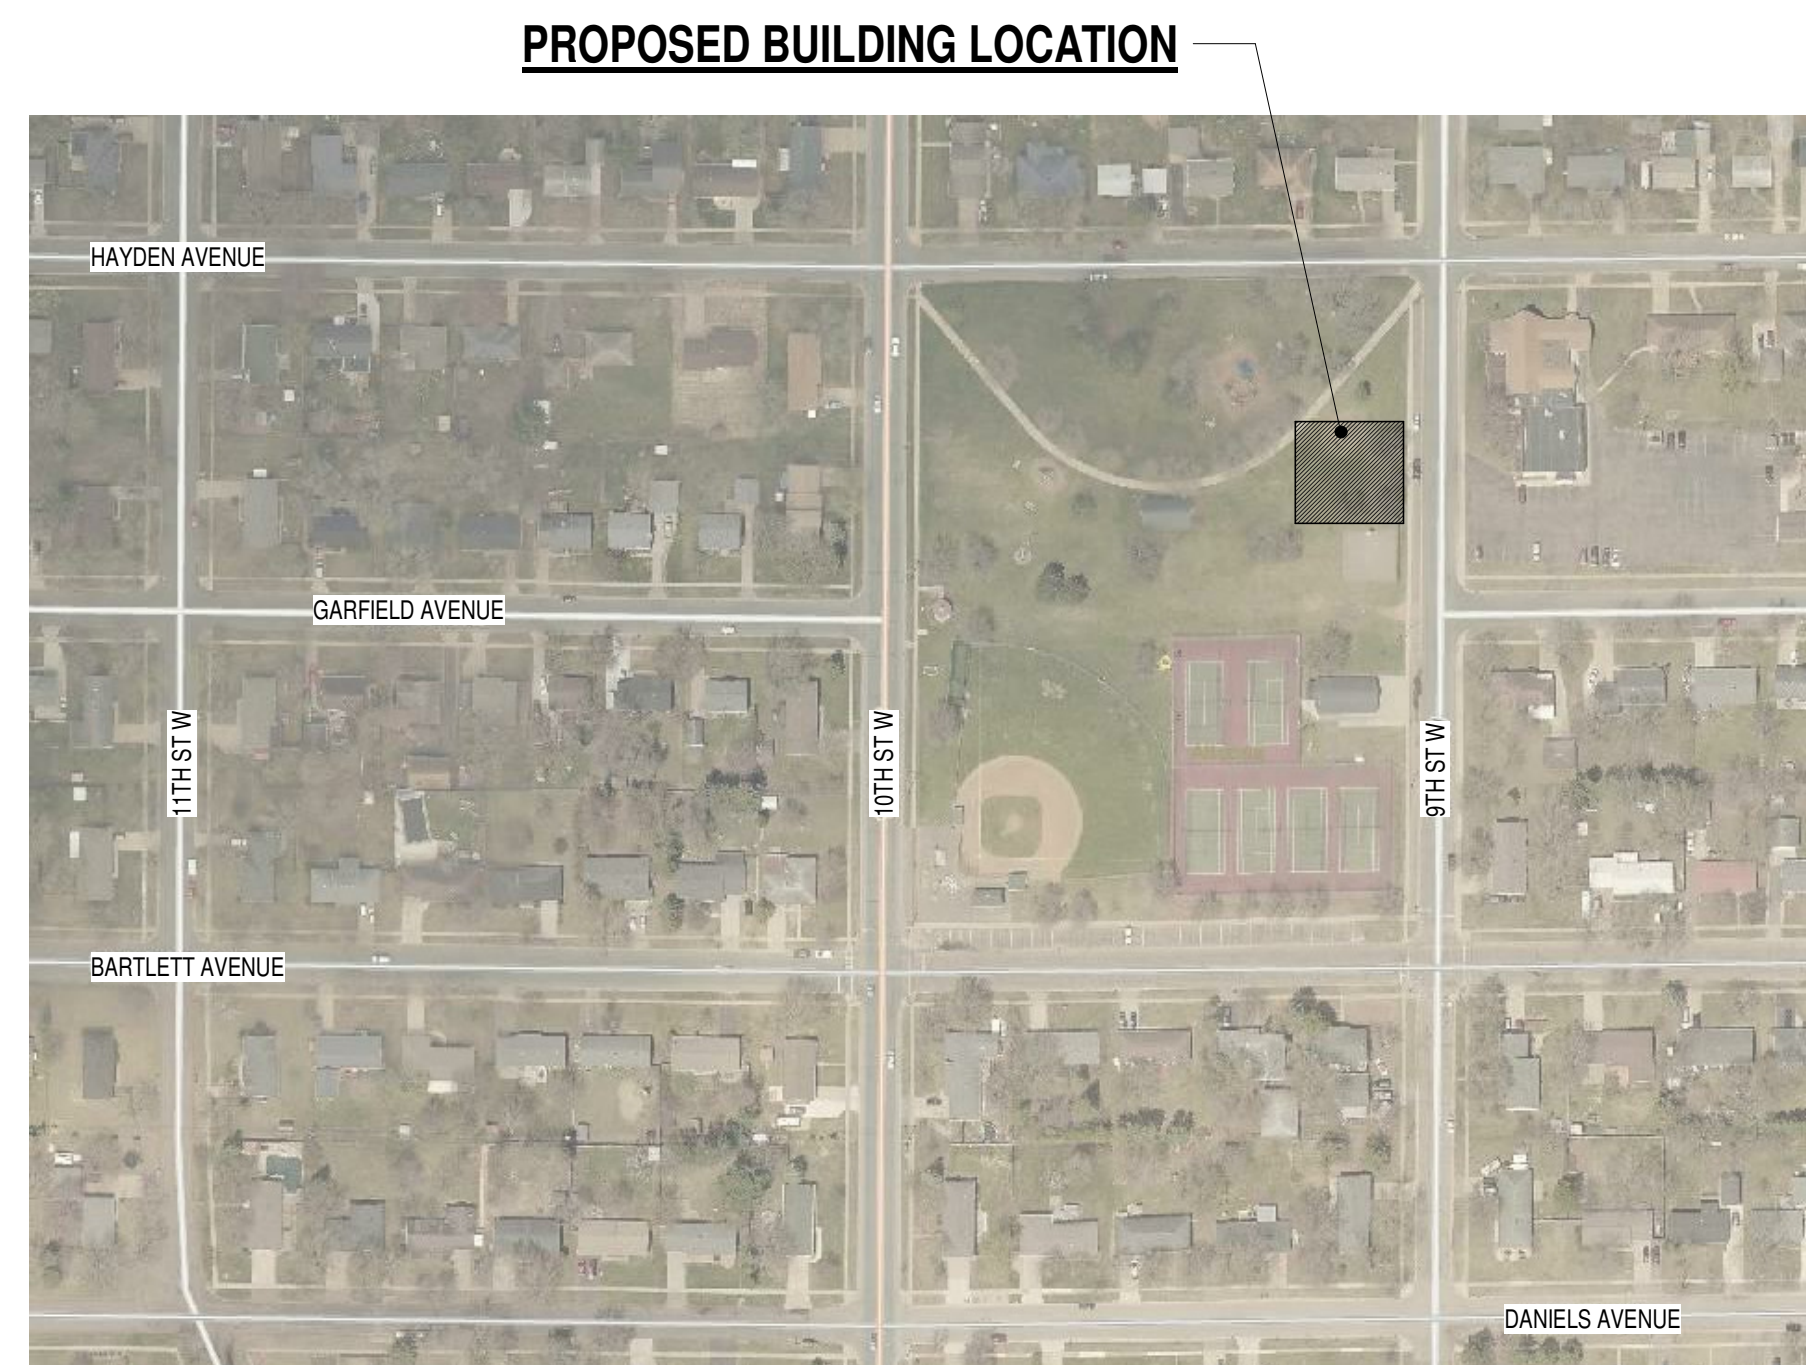 PROPOSED BUILDING LOCATION
HAYDEN AVENUE
GARFIELD AVENUE
11TH ST W
10TH ST W
9TH ST W
BARTLETT AVENUE
DANIELS AVENUE